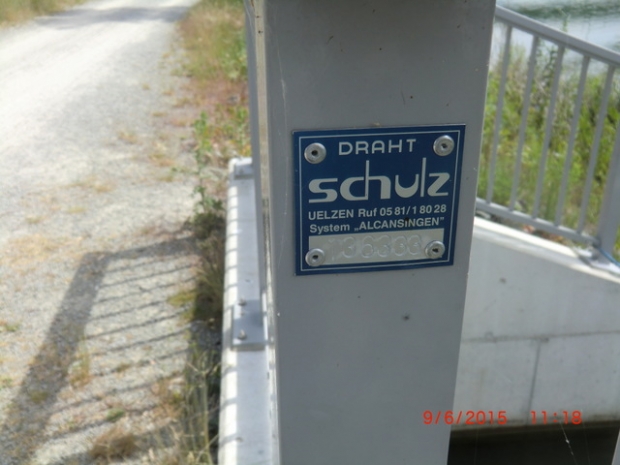 DRAHT
schulz
UELZEN Ruf 05 81/1 80 28
System „ALCANSiNGEN"
9/6/2015 11:18